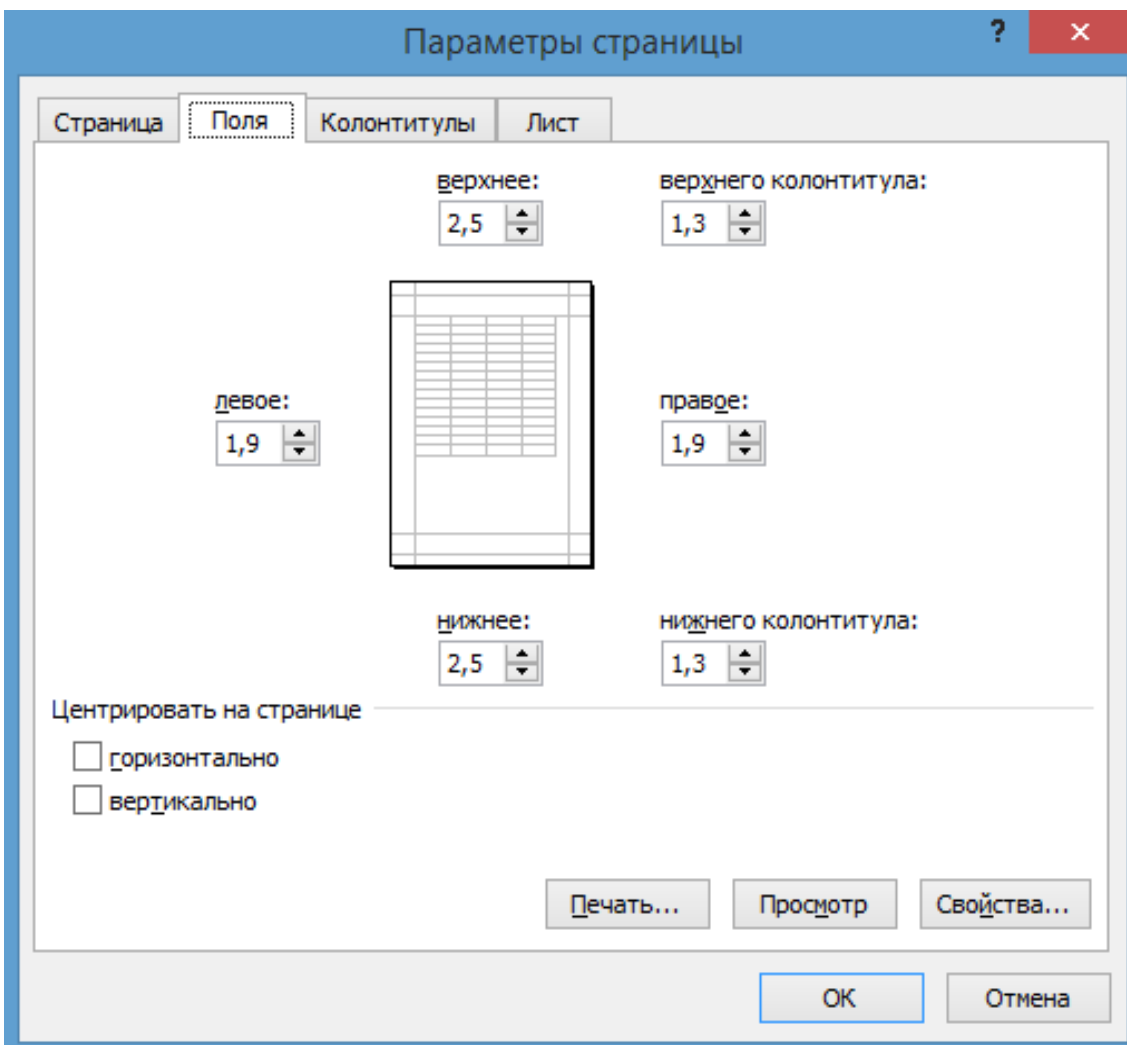 Параметры страницы ?
Страница Поля Колонтитулы Лист
верхнее: верхнего колонтитула:
2,5 1,3
левое: правое:
1,9 1,9
нижнее: нижнего колонтитула:
2,5 1,3
Центрировать на странице
горизонтально
вертикально
Печать... Просмотр Свойства...
ОК Отмена